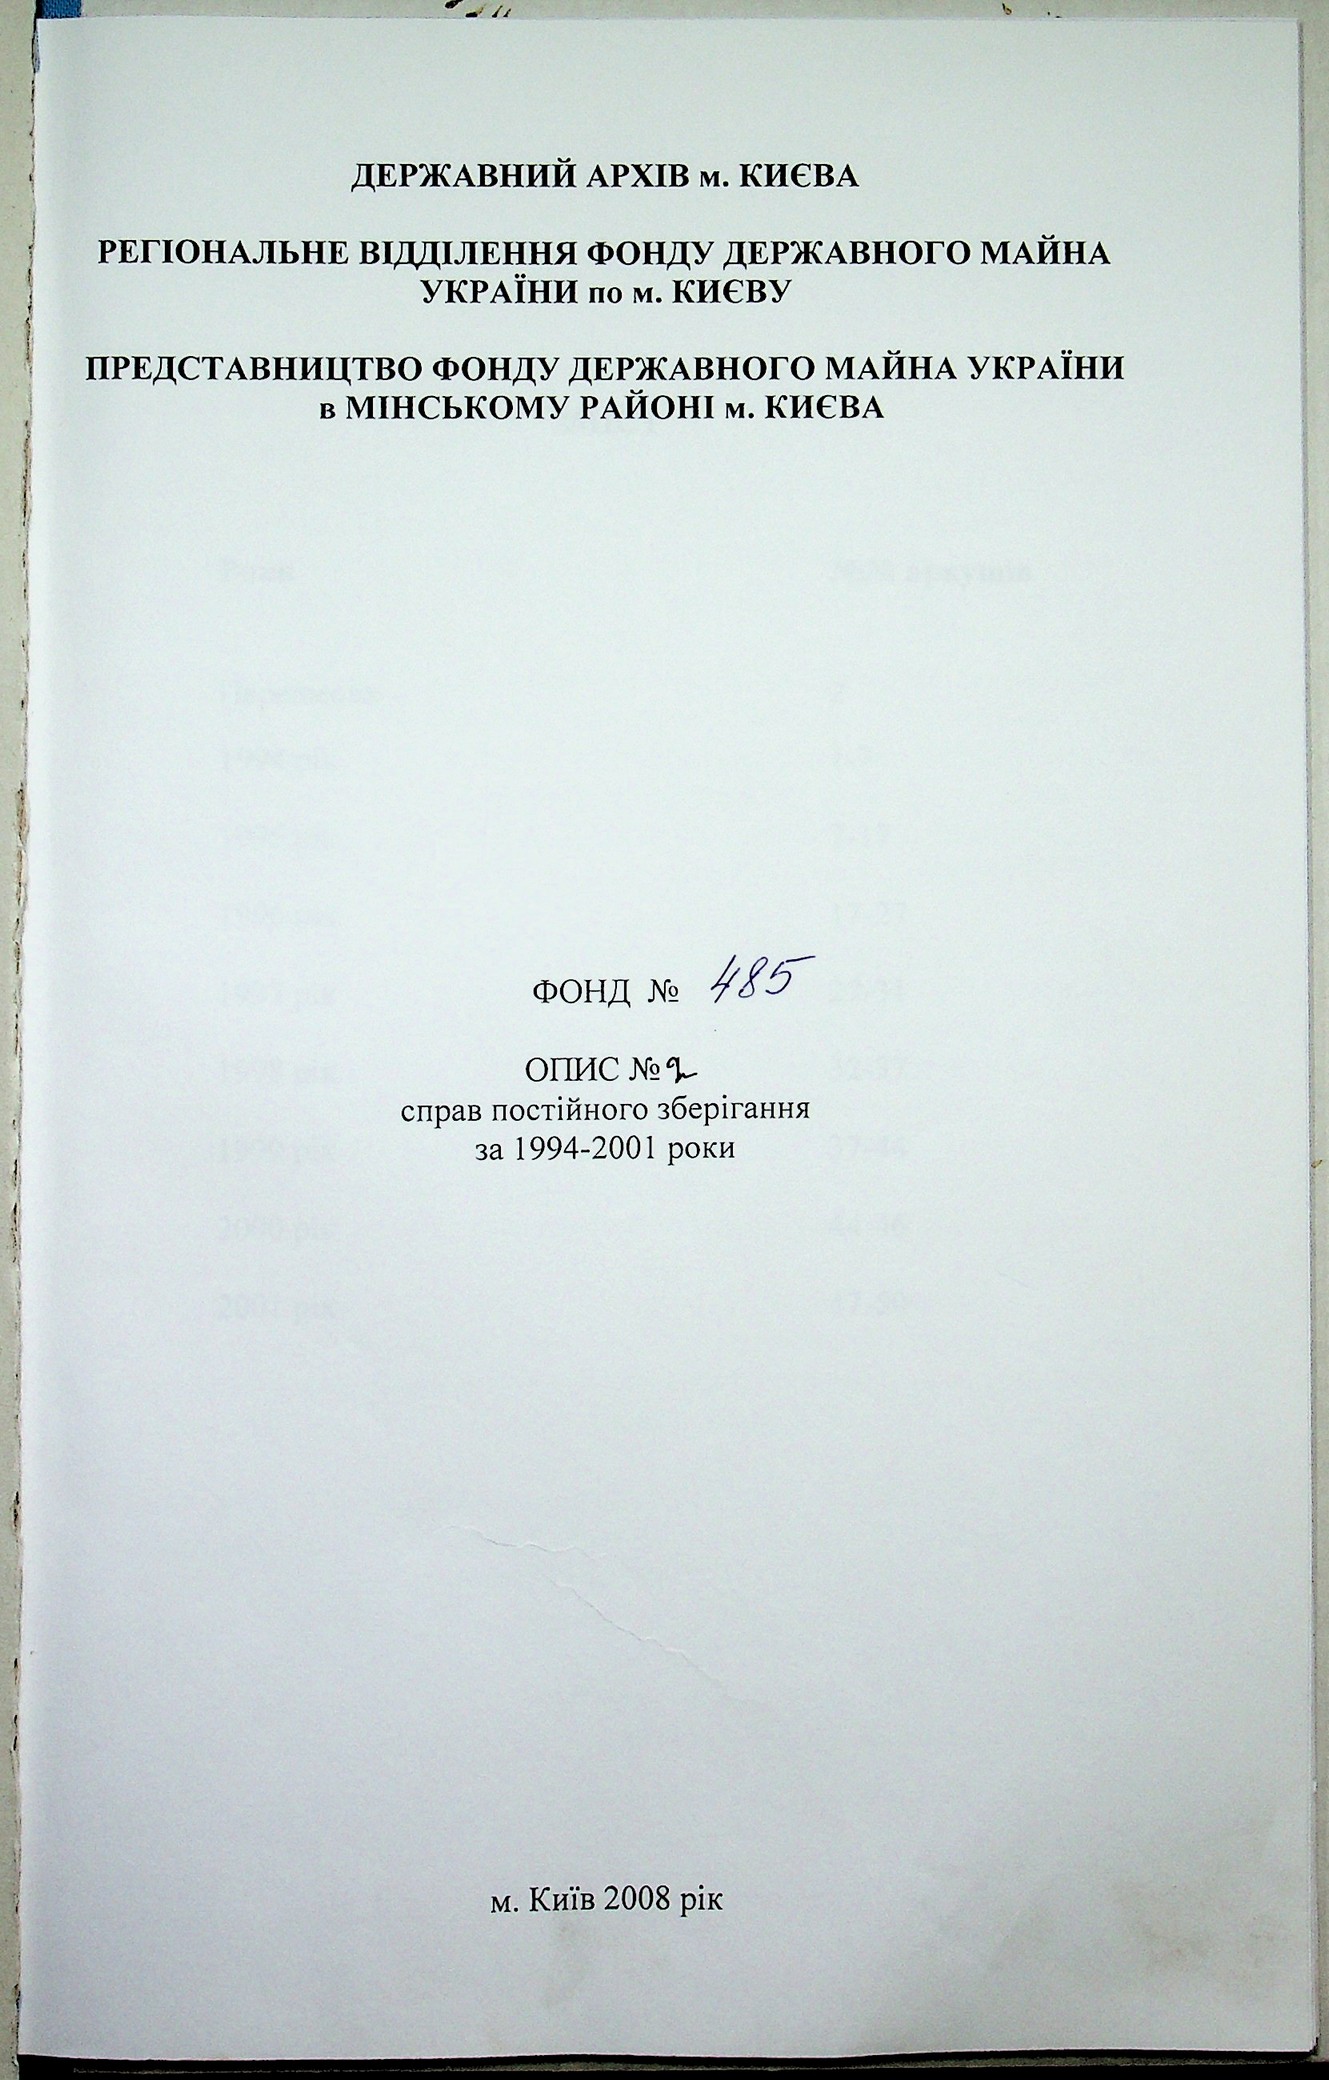 ДЕРЖАВНИЙ АРХІВ м. КИЄВА
РЕГІОНАЛЬНЕ ВІДДІЛЕННЯ ФОНДУ ДЕРЖАВНОГО МАЙНА
УКРАЇНИ по м. КИЄВУ
ПРЕДСТАВНИЦТВО ФОНДУ ДЕРЖАВНОГО МАЙНА УКРАЇНИ
в МІНСЬКОМУ РАЙОНІ м. КИЄВА
ФОНД № 485
ОПИС № 2
справ постійного зберігання
за 1994-2001 роки
м. Київ 2008 рік